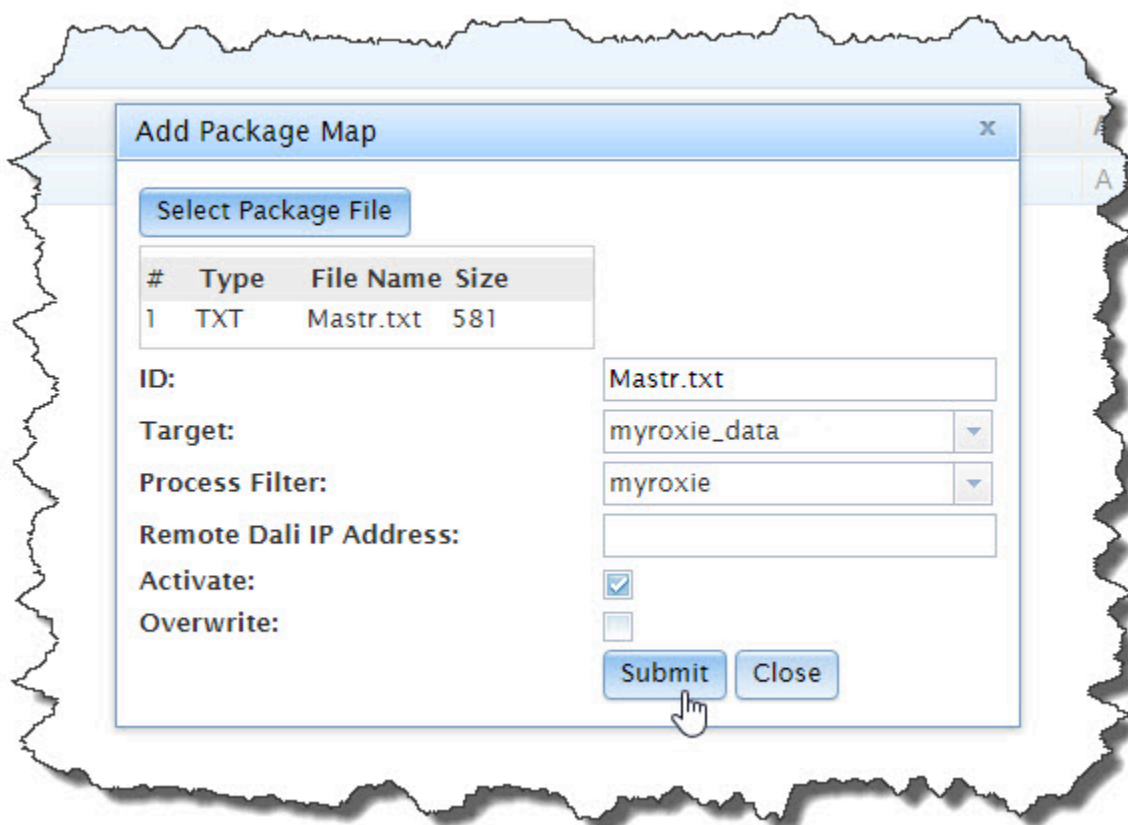 Add Package Map x
A
A
Select Package File
# Type File Name Size
1 TXT Mastr.txt 581
ID: Mastr.txt
Target: myroxie_data
Process Filter: myroxie
Remote Dali IP Address:
Activate:
Overwrite:
Submit Close